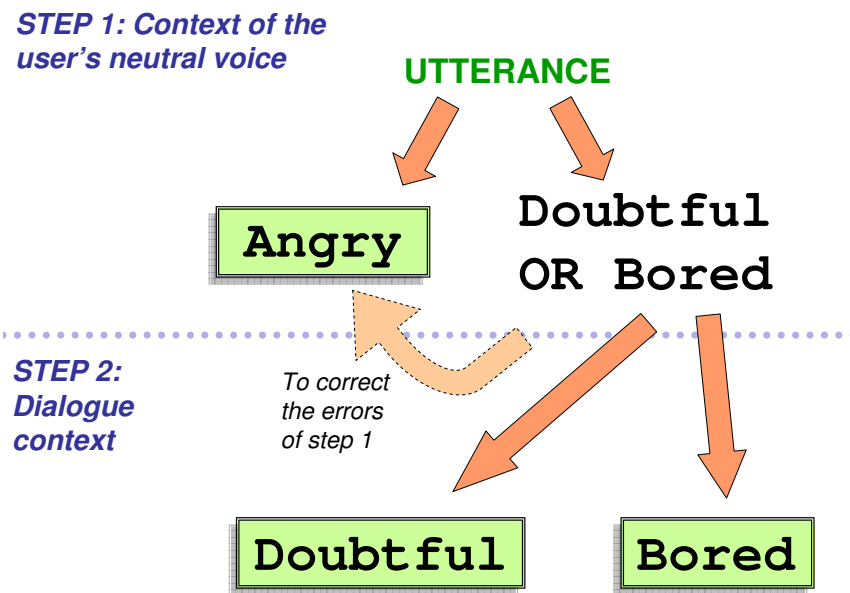 STEP 1: Context of the
user's neutral voice
UTTERANCE
Angry
Doubtful
OR Bored
STEP 2:
Dialogue
context
To correct
the errors
of step 1
Doubtful
Bored